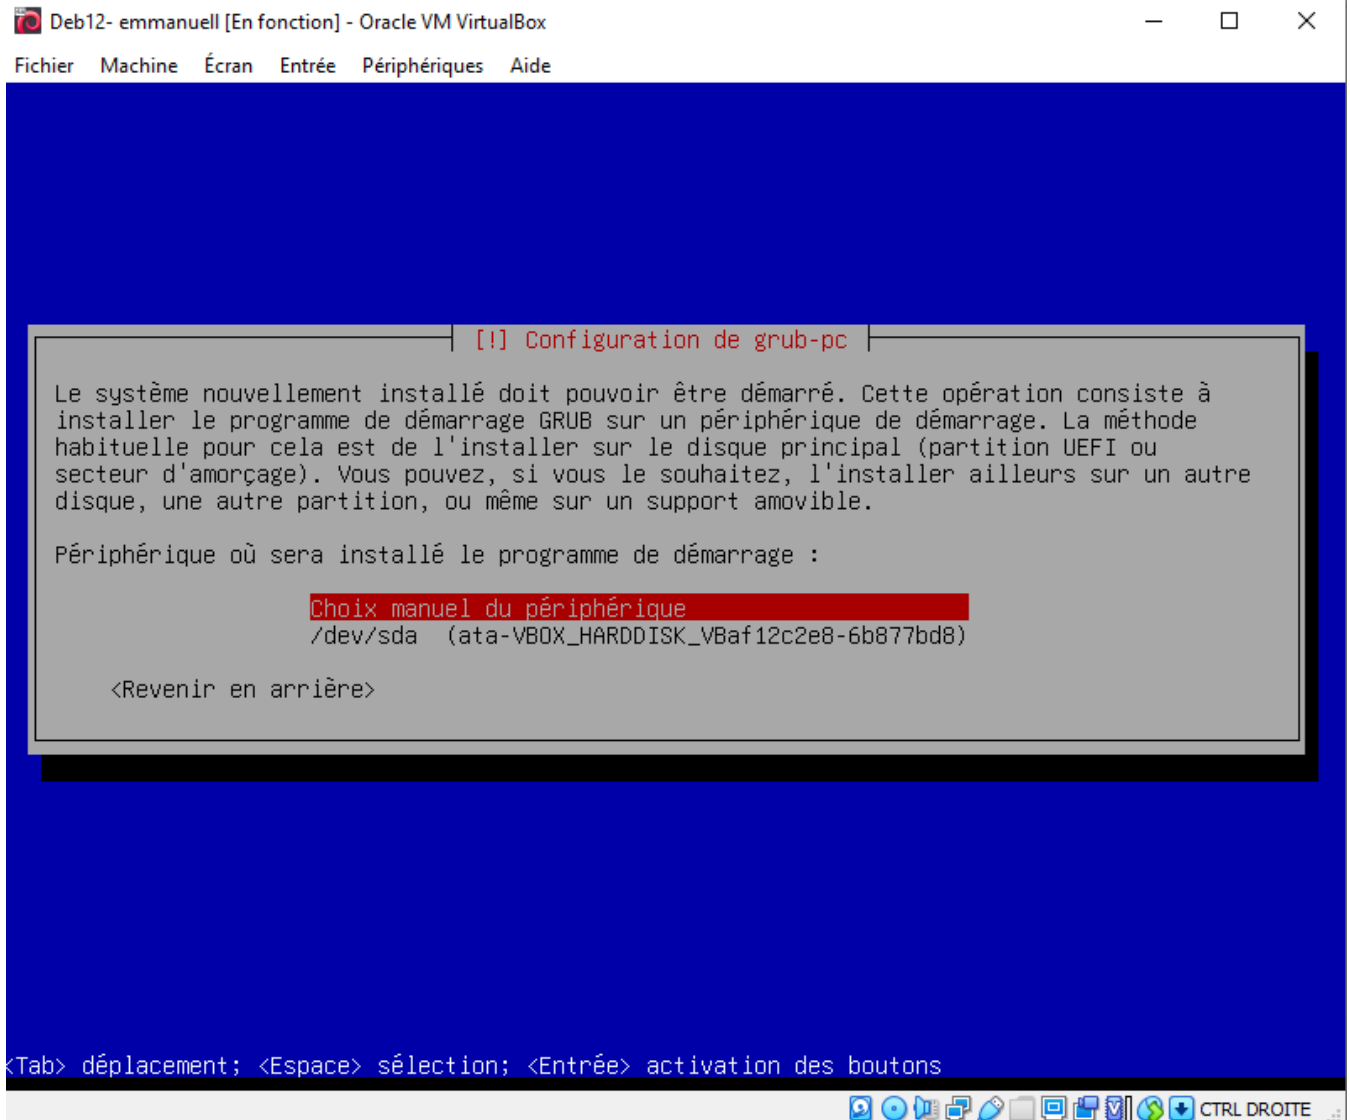 Deb12- emmanuell [En fonction] - Oracle VM VirtualBox
Fichier Machine Écran Entrée Périphériques Aide
[!] Configuration de grub-pc
Le système nouvellement installé doit pouvoir être démarré. Cette opération consiste à
installer le programme de démarrage GRUB sur un périphérique de démarrage. La méthode
habituelle pour cela est de l'installer sur le disque principal (partition UEFI ou
secteur d'amorçage). Vous pouvez, si vous le souhaitez, l'installer ailleurs sur un autre
disque, une autre partition, ou même sur un support amovible.
Périphérique où sera installé le programme de démarrage :
Choix manuel du périphérique
/dev/sda (ata-VBOX_HARDDISK_VBaf12c2e8-6b877bd8)
<Revenir en arrière>
<Tab> déplacement; <Espace> sélection; <Entrée> activation des boutons
CTRL DROITE